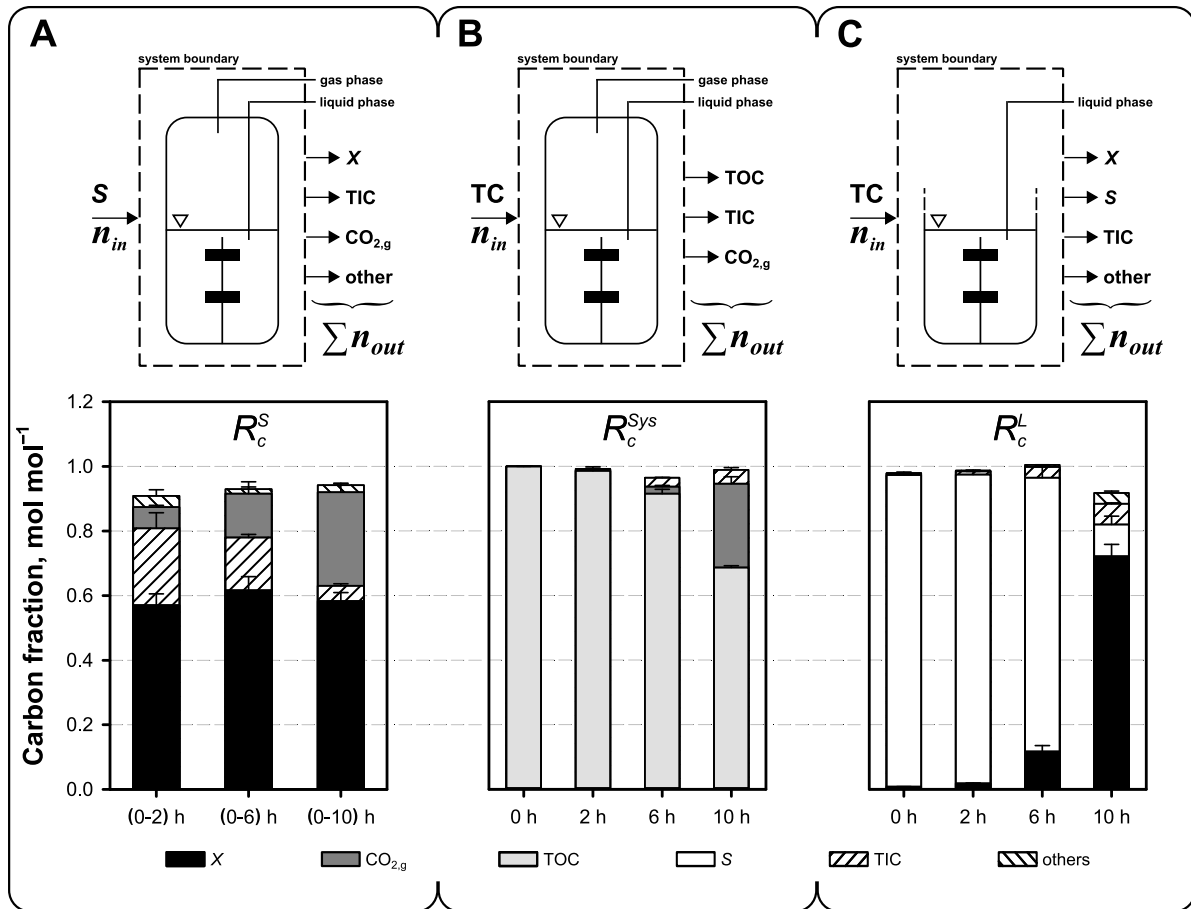 A
system boundary
gas phase
liquid phase
S
n_in
X
TIC
CO2,g
other
∑ n_out
B
system boundary
gase phase
liquid phase
TC
n_in
TOC
TIC
CO2,g
∑ n_out
C
system boundary
liquid phase
TC
n_in
X
S
TIC
other
∑ n_out
Carbon fraction, mol mol⁻¹
1.2
1.0
0.8
0.6
0.4
0.2
0.0
R_c^S
(0-2) h (0-6) h (0-10) h
R_c^Sys
0 h 2 h 6 h 10 h
R_c^L
0 h 2 h 6 h 10 h
X CO2,g TOC S TIC others